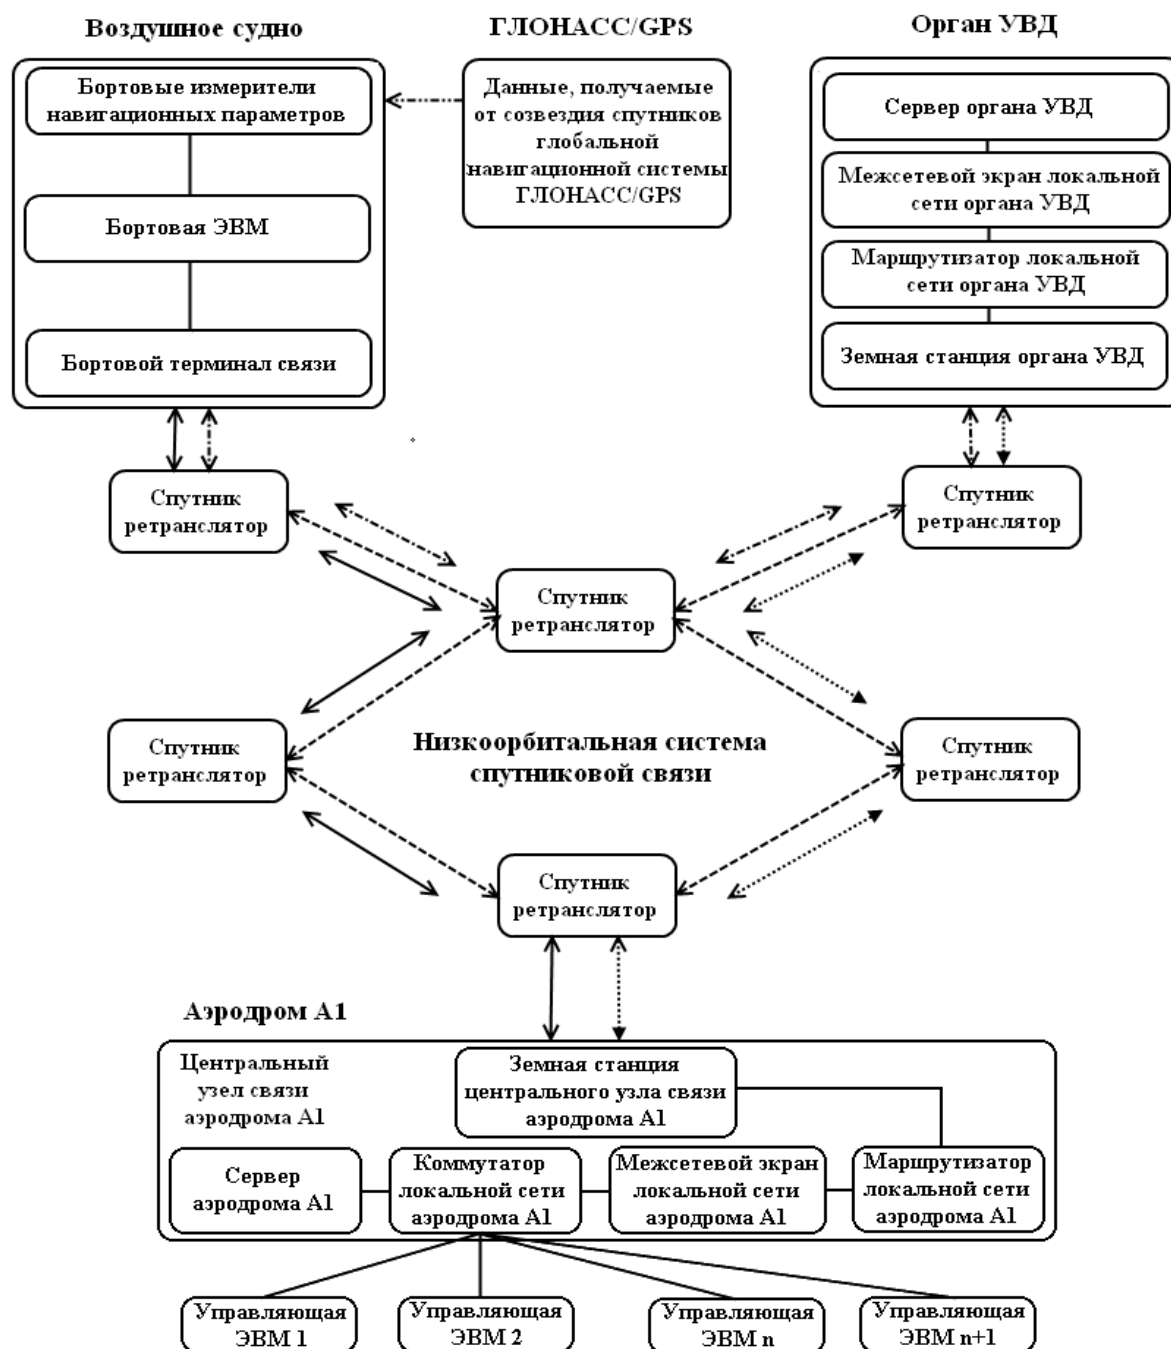 Воздушное судно
Бортовые измерители
навигационных параметров
Бортовая ЭВМ
Бортовой терминал связи
ГЛОНАСС/GPS
Данные, получаемые
от созвездия спутников
глобальной
навигационной системы
ГЛОНАСС/GPS
Орган УВД
Сервер органа УВД
Межсетевой экран локальной
сети органа УВД
Маршрутизатор локальной
сети органа УВД
Земная станция органа УВД
Спутник
ретранслятор
Спутник
ретранслятор
Спутник
ретранслятор
Спутник
ретранслятор
Низкоорбитальная система
спутниковой связи
Спутник
ретранслятор
Спутник
ретранслятор
Аэродром А1
Центральный
узел связи
аэродрома А1
Земная станция
центрального узла связи
аэродрома А1
Сервер
аэродрома А1
Коммутатор
локальной сети
аэродрома А1
Межсетевой экран
локальной сети
аэродрома А1
Маршрутизатор
локальной сети
аэродрома А1
Управляющая
ЭВМ 1
Управляющая
ЭВМ 2
Управляющая
ЭВМ n
Управляющая
ЭВМ n+1